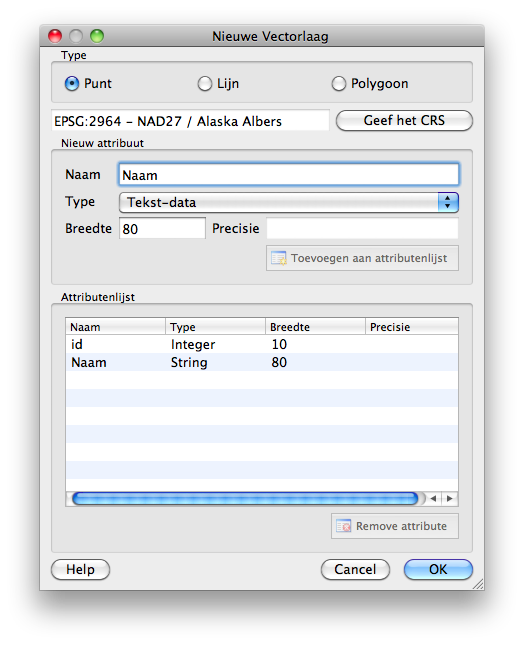 Nieuwe Vectorlaag
Type
Punt Lijn Polygoon
EPSG:2964 - NAD27 / Alaska Albers Geef het CRS
Nieuw attribuut
Naam Naam
Type Tekst-data
Breedte 80 Precisie
Toevoegen aan attributenlijst
Attributenlijst
Naam Type Breedte Precisie
id Integer 10
Naam String 80
Remove attribute
Help Cancel OK